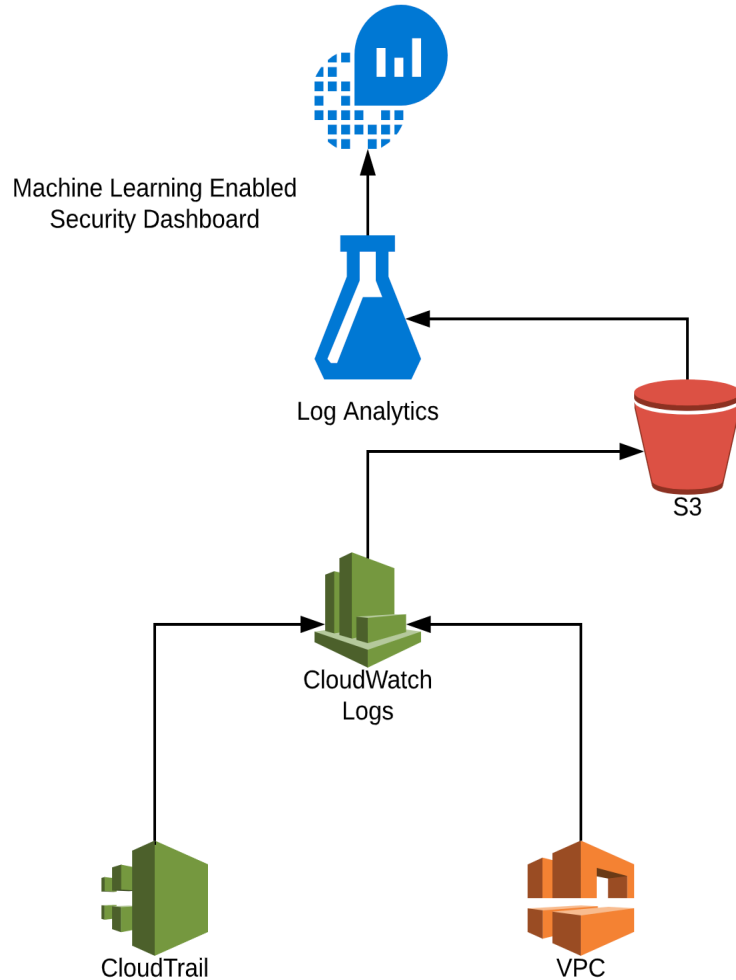 Machine Learning Enabled
Security Dashboard
Log Analytics
S3
CloudWatch
Logs
CloudTrail
VPC